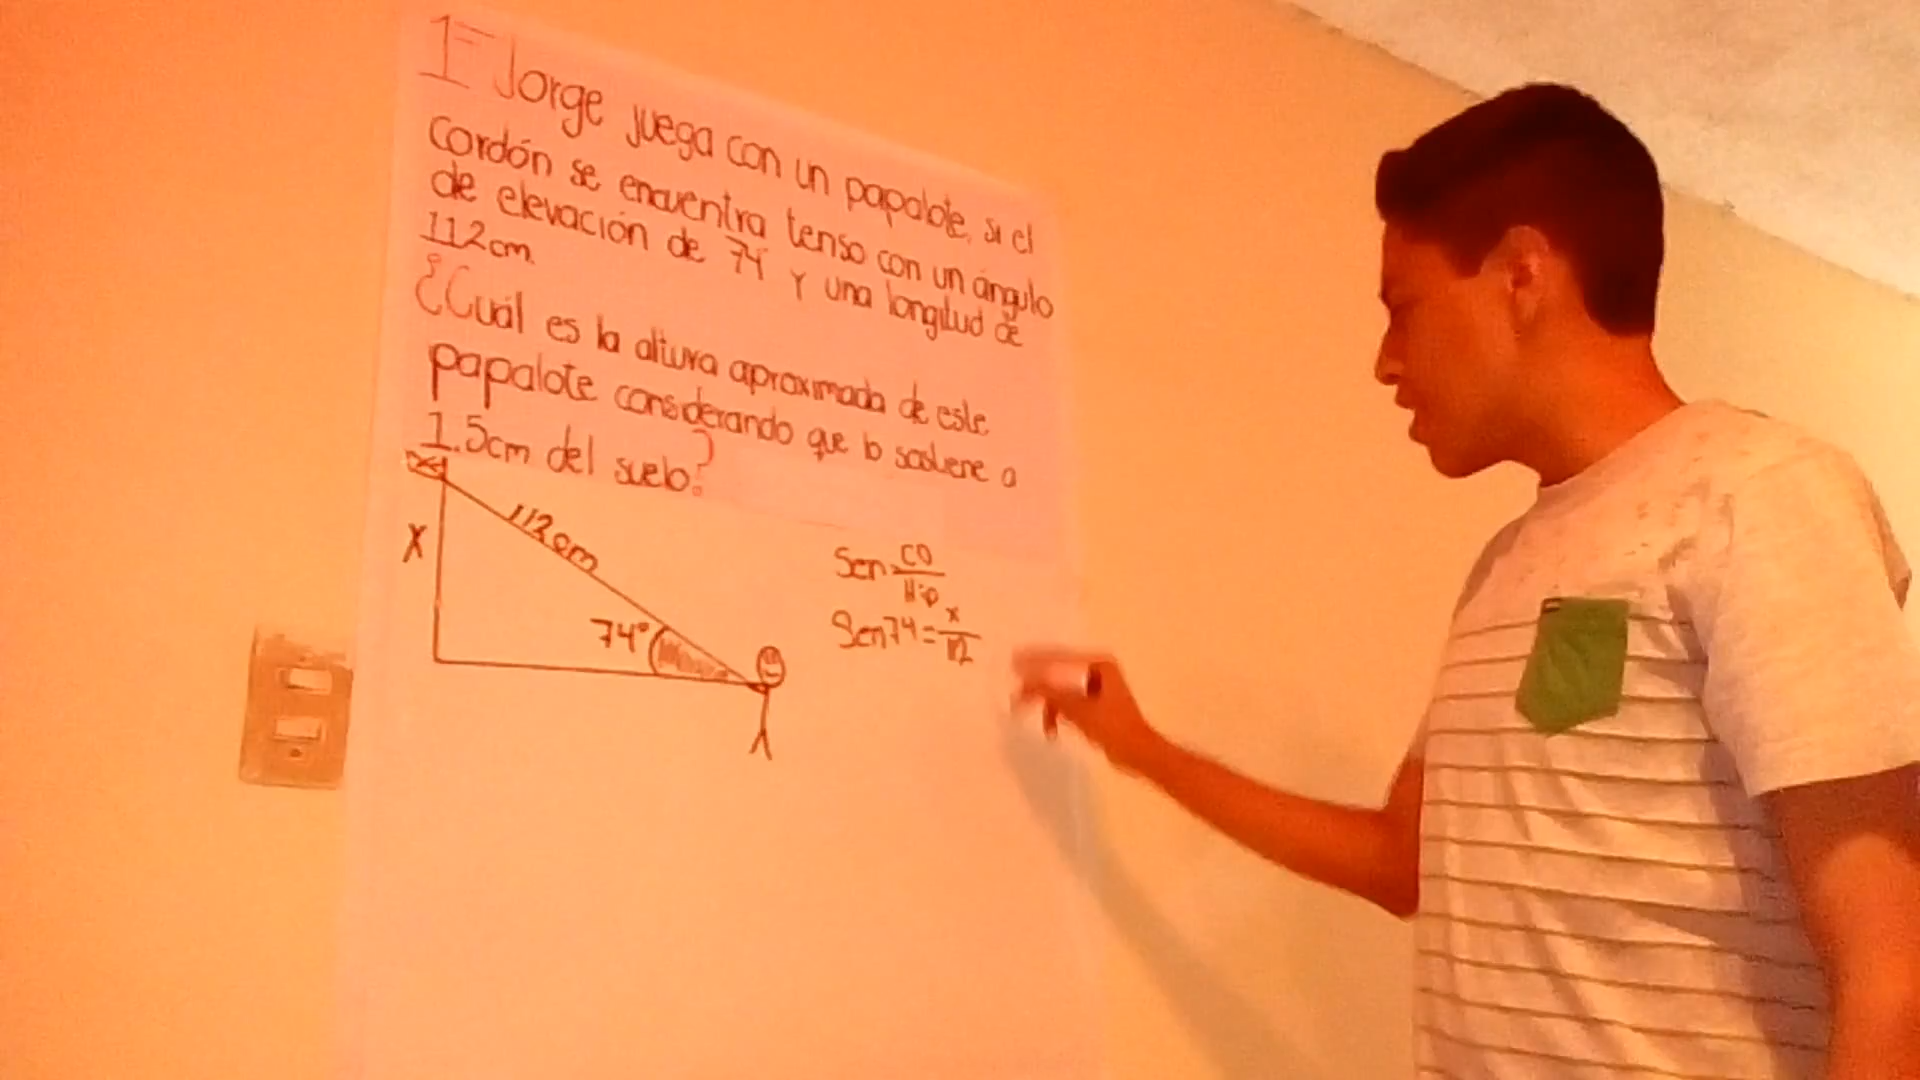 1= Jorge juega con un papalote, si el
cordón se encuentra tenso con un ángulo
de elevación de 74° y una longitud de
112cm.
¿Cuál es la altura aproximada de este
papalote considerando que lo sostiene a
1.5cm del suelo?
112cm
X
74°
Sen=CO/Hip
Sen74=x/112